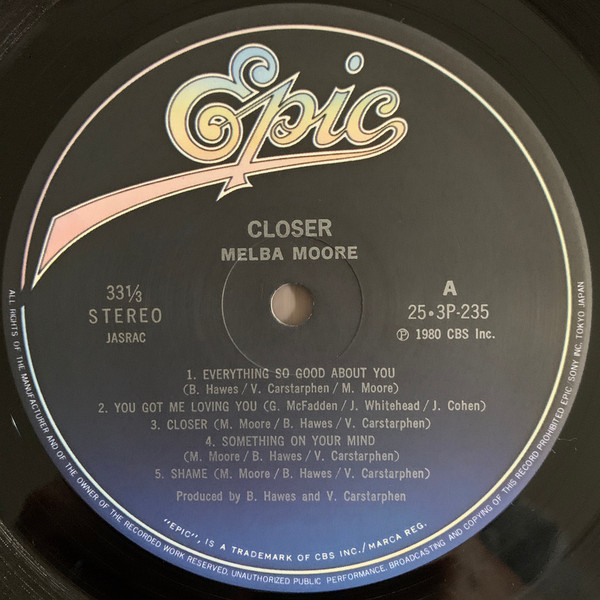 Epic
CLOSER
MELBA MOORE
33⅓
STEREO
JASRAC
A
25•3P-235
Ⓟ 1980 CBS Inc.
1. EVERYTHING SO GOOD ABOUT YOU
(B. Hawes / V. Carstarphen / M. Moore)
2. YOU GOT ME LOVING YOU (G. McFadden / J. Whitehead / J. Cohen)
3. CLOSER (M. Moore / B. Hawes / V. Carstarphen)
4. SOMETHING ON YOUR MIND
(M. Moore / B. Hawes / V. Carstarphen)
5. SHAME (M. Moore / B. Hawes / V. Carstarphen)
Produced by B. Hawes and V. Carstarphen
"EPIC", IS A TRADEMARK OF CBS INC. / MARCA REG.
ALL RIGHTS OF THE MANUFACTURER AND OF THE OWNER OF THE RECORDED WORK RESERVED, UNAUTHORIZED PUBLIC PERFORMANCE, BROADCASTING AND COPYING OF THIS RECORD PROHIBITED EPIC SONY INC, TOKYO JAPAN